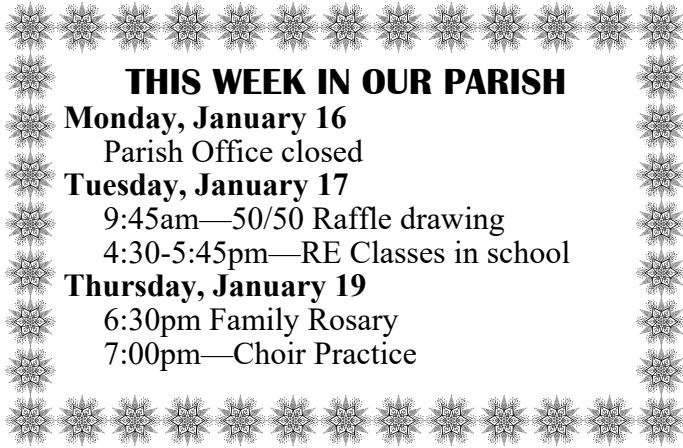 THIS WEEK IN OUR PARISH
Monday, January 16
Parish Office closed
Tuesday, January 17
9:45am—50/50 Raffle drawing
4:30-5:45pm—RE Classes in school
Thursday, January 19
6:30pm Family Rosary
7:00pm—Choir Practice